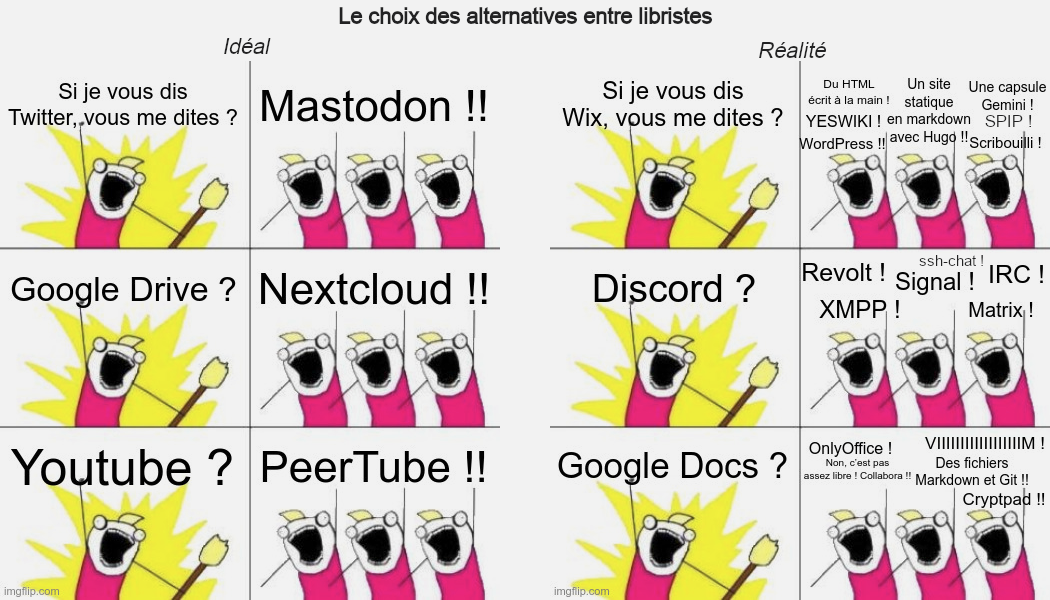 Le choix des alternatives entre libristes
Idéal
Si je vous dis
Twitter, vous me dites ?
Mastodon !!
Google Drive ?
Nextcloud !!
Youtube ?
PeerTube !!
imgflip.com
Réalité
Si je vous dis
Wix, vous me dites ?
Du HTML
écrit à la main !
YESWIKI !
WordPress !!
Un site
statique
en markdown
avec Hugo !!
Une capsule
Gemini !
SPIP !
Scribouilli !
Discord ?
Revolt !
ssh-chat !
Signal !
IRC !
XMPP !
Matrix !
Google Docs ?
OnlyOffice !
Non, c'est pas
assez libre ! Collabora !!
VIIIIIIIIIIIIIIIIIIM !
Des fichiers
Markdown et Git !!
Cryptpad !!
imgflip.com